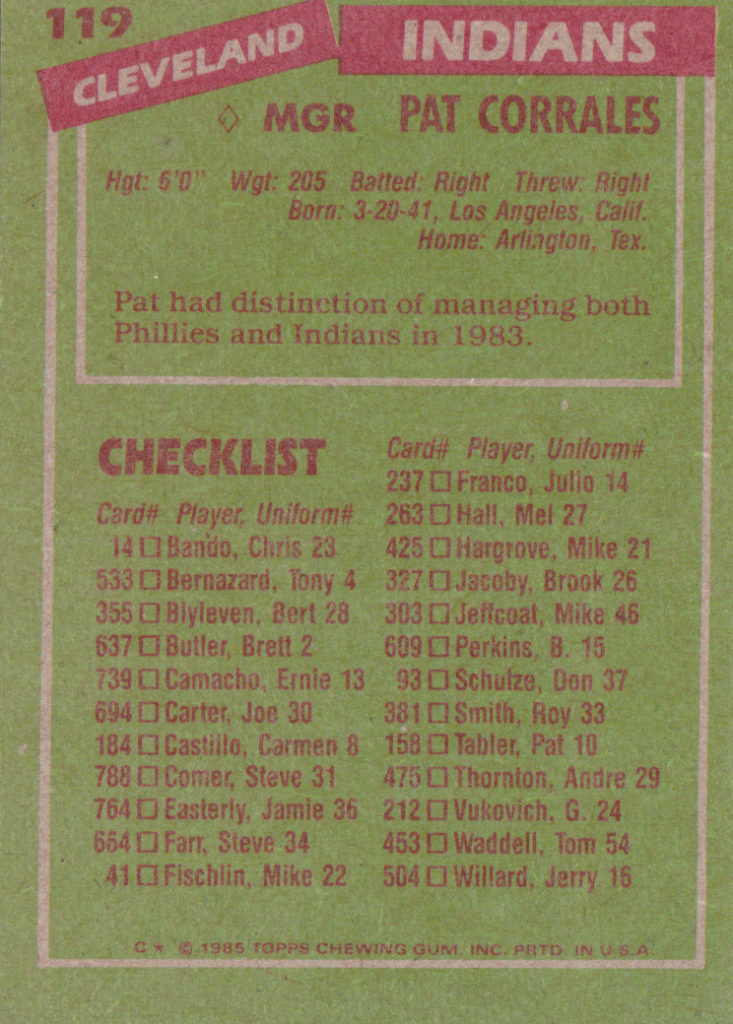 119
CLEVELAND INDIANS
◊ MGR PAT CORRALES
Hgt: 6'0" Wgt: 205 Batted: Right Threw: Right
Born: 3-20-41, Los Angeles, Calif.
Home: Arlington, Tex.
Pat had distinction of managing both
Phillies and Indians in 1983.
CHECKLIST
Card# Player, Uniform#
14 □ Bando, Chris 23
533 □ Bernazard, Tony 4
355 □ Blyleven, Bert 28
637 □ Butler, Brett 2
739 □ Camacho, Ernie 13
694 □ Carter, Joe 30
184 □ Castillo, Carmen 8
788 □ Comer, Steve 31
764 □ Easterly, Jamie 36
664 □ Farr, Steve 34
41 □ Fischlin, Mike 22
Card# Player, Uniform#
237 □ Franco, Julio 14
263 □ Hall, Mel 27
425 □ Hargrove, Mike 21
327 □ Jacoby, Brook 26
303 □ Jeffcoat, Mike 46
609 □ Perkins, B. 15
93 □ Schulze, Don 37
381 □ Smith, Roy 33
158 □ Tabler, Pat 10
475 □ Thornton, Andre 29
212 □ Vukovich, G. 24
453 □ Waddell, Tom 54
504 □ Willard, Jerry 16
C * © 1985 TOPPS CHEWING GUM, INC. PRTD. IN U.S.A